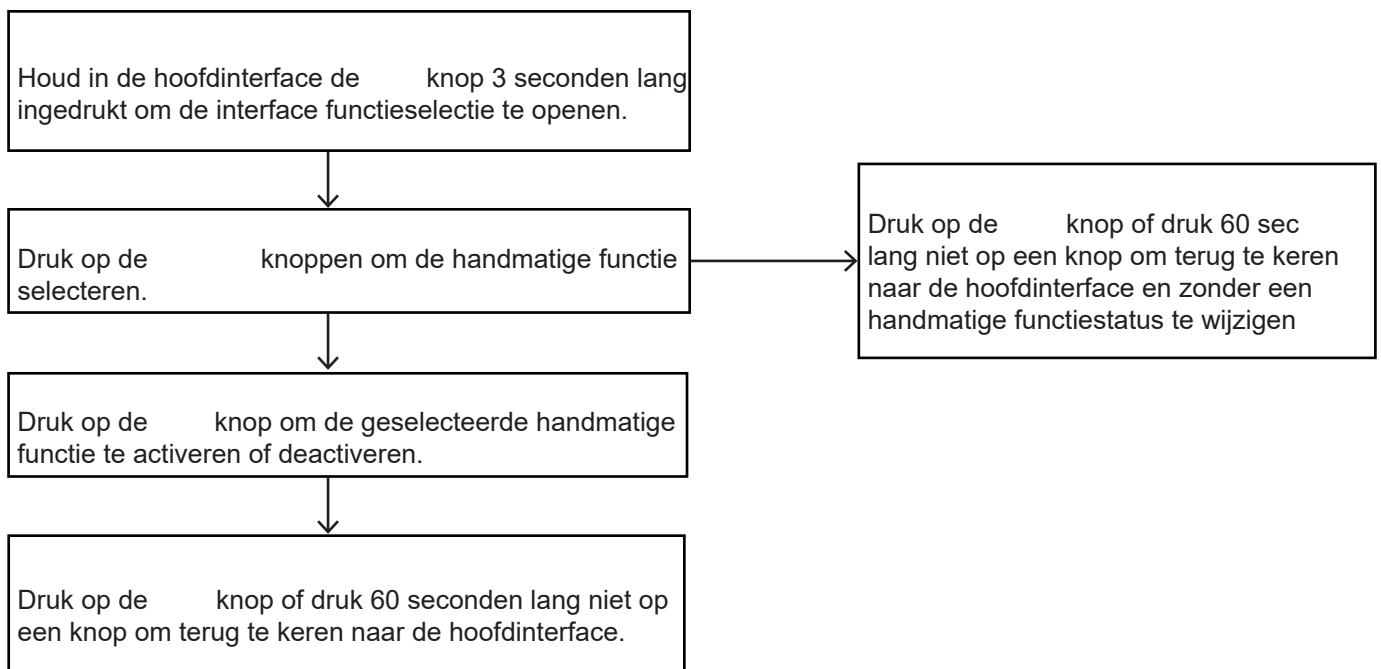 Houd in de hoofdinterface de knop 3 seconden lang
ingedrukt om de interface functieselectie te openen.
Druk op de knoppen om de handmatige functie
selecteren.
Druk op de knop of druk 60 sec
lang niet op een knop om terug te keren
naar de hoofdinterface en zonder een
handmatige functiestatus te wijzigen
Druk op de knop om de geselecteerde handmatige
functie te activeren of deactiveren.
Druk op de knop of druk 60 seconden lang niet op
een knop om terug te keren naar de hoofdinterface.